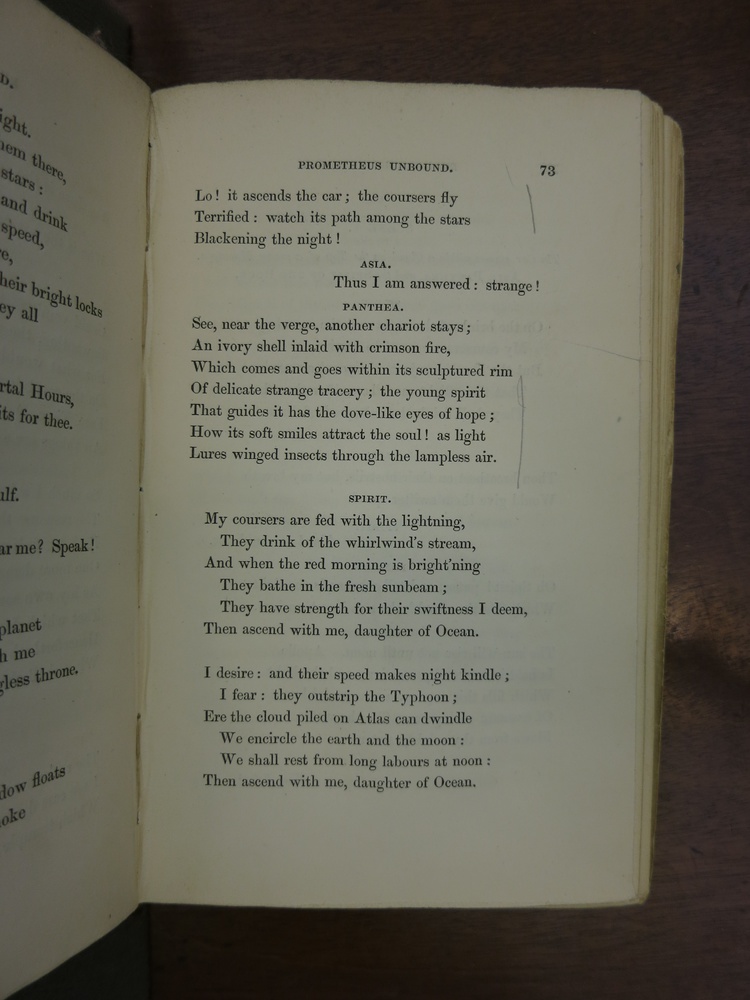 D.
ight.
em there,
stars :
and drink
speed,
e,
heir bright locks
ey all
rtal Hours,
its for thee.
ulf.
ar me? Speak!
planet
h me
gless throne.
dow floats
oke
PROMETHEUS UNBOUND. 73
Lo! it ascends the car; the coursers fly
Terrified : watch its path among the stars
Blackening the night!
ASIA.
Thus I am answered : strange!
PANTHEA.
See, near the verge, another chariot stays;
An ivory shell inlaid with crimson fire,
Which comes and goes within its sculptured rim
Of delicate strange tracery; the young spirit
That guides it has the dove-like eyes of hope;
How its soft smiles attract the soul! as light
Lures winged insects through the lampless air.
SPIRIT.
My coursers are fed with the lightning,
They drink of the whirlwind's stream,
And when the red morning is bright'ning
They bathe in the fresh sunbeam;
They have strength for their swiftness I deem,
Then ascend with me, daughter of Ocean.
I desire : and their speed makes night kindle;
I fear : they outstrip the Typhoon;
Ere the cloud piled on Atlas can dwindle
We encircle the earth and the moon :
We shall rest from long labours at noon :
Then ascend with me, daughter of Ocean.